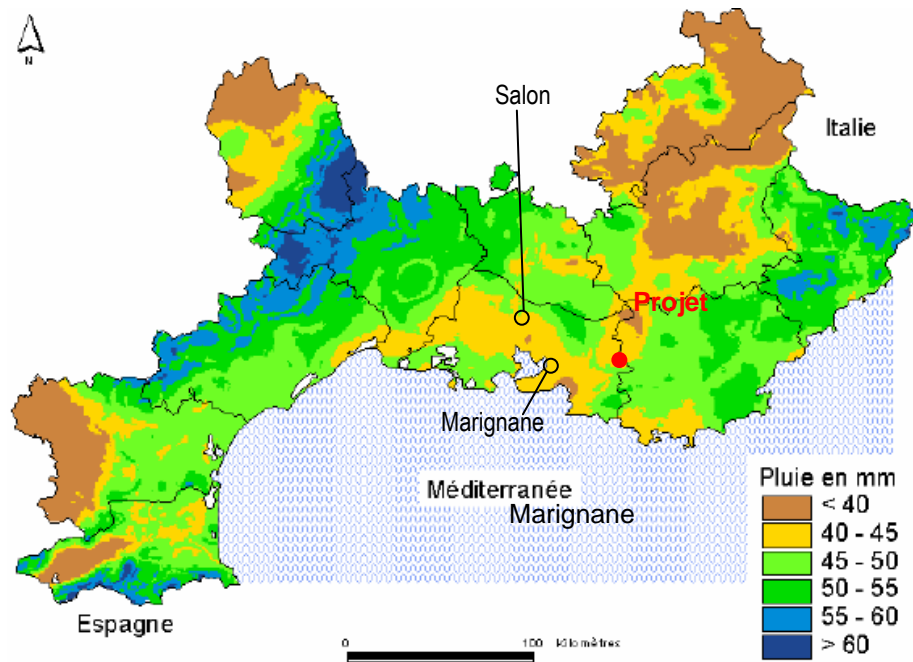 N
Salon
Italie
Projet
Marignane
Méditerranée
Marignane
Espagne
Pluie en mm
< 40
40 - 45
45 - 50
50 - 55
55 - 60
> 60
0 100 kilomètres